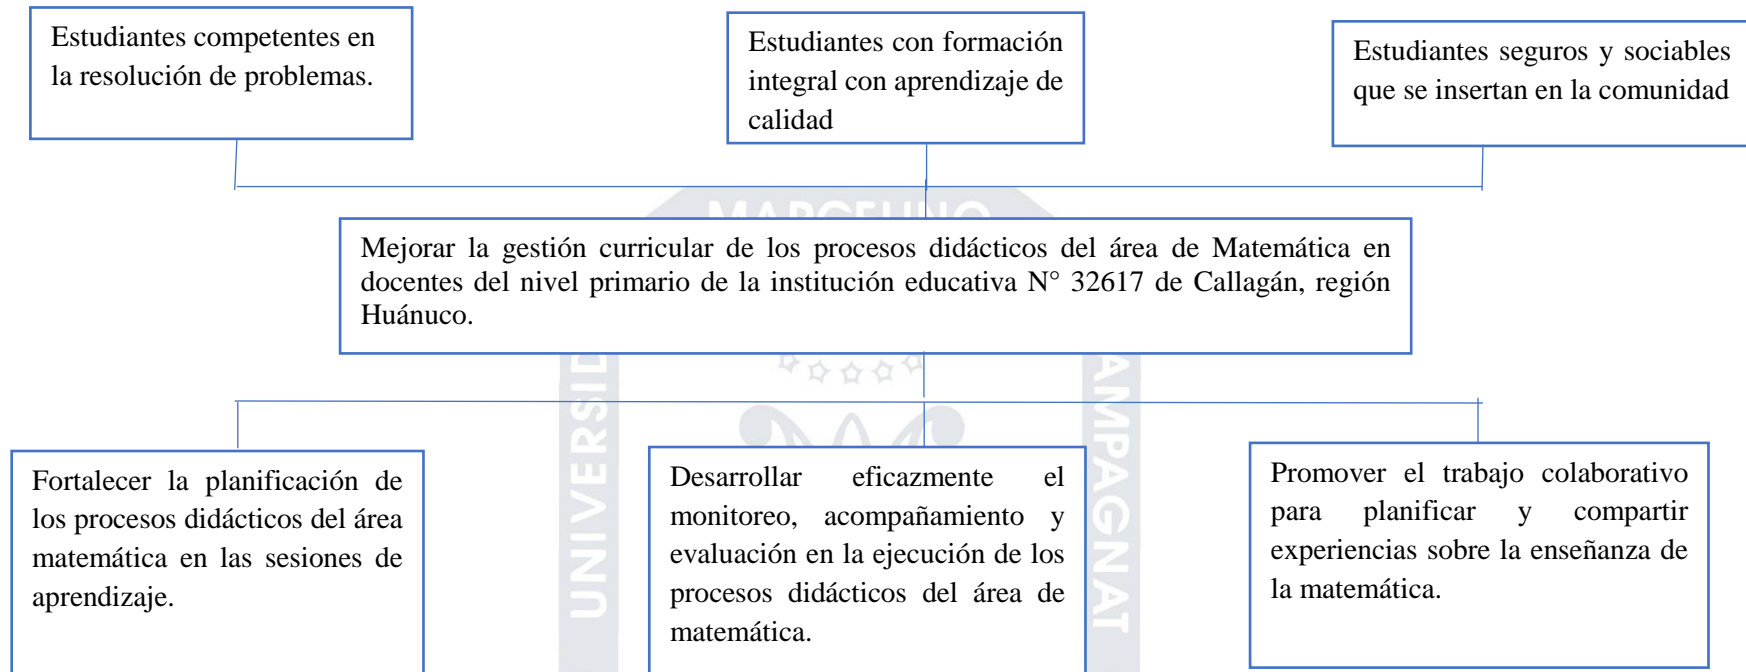 Estudiantes competentes en
la resolución de problemas.
Estudiantes con formación
integral con aprendizaje de
calidad
Estudiantes seguros y sociables
que se insertan en la comunidad
MARCELINO
Mejorar la gestión curricular de los procesos didácticos del área de Matemática en
docentes del nivel primario de la institución educativa N° 32617 de Callagán, región
Huánuco.
Fortalecer la planificación de
los procesos didácticos del área
matemática en las sesiones de
aprendizaje.
Desarrollar eficazmente el
monitoreo, acompañamiento y
evaluación en la ejecución de los
procesos didácticos del área de
matemática.
Promover el trabajo colaborativo
para planificar y compartir
experiencias sobre la enseñanza de
la matemática.
UNIVERSID
AMPAGNAT